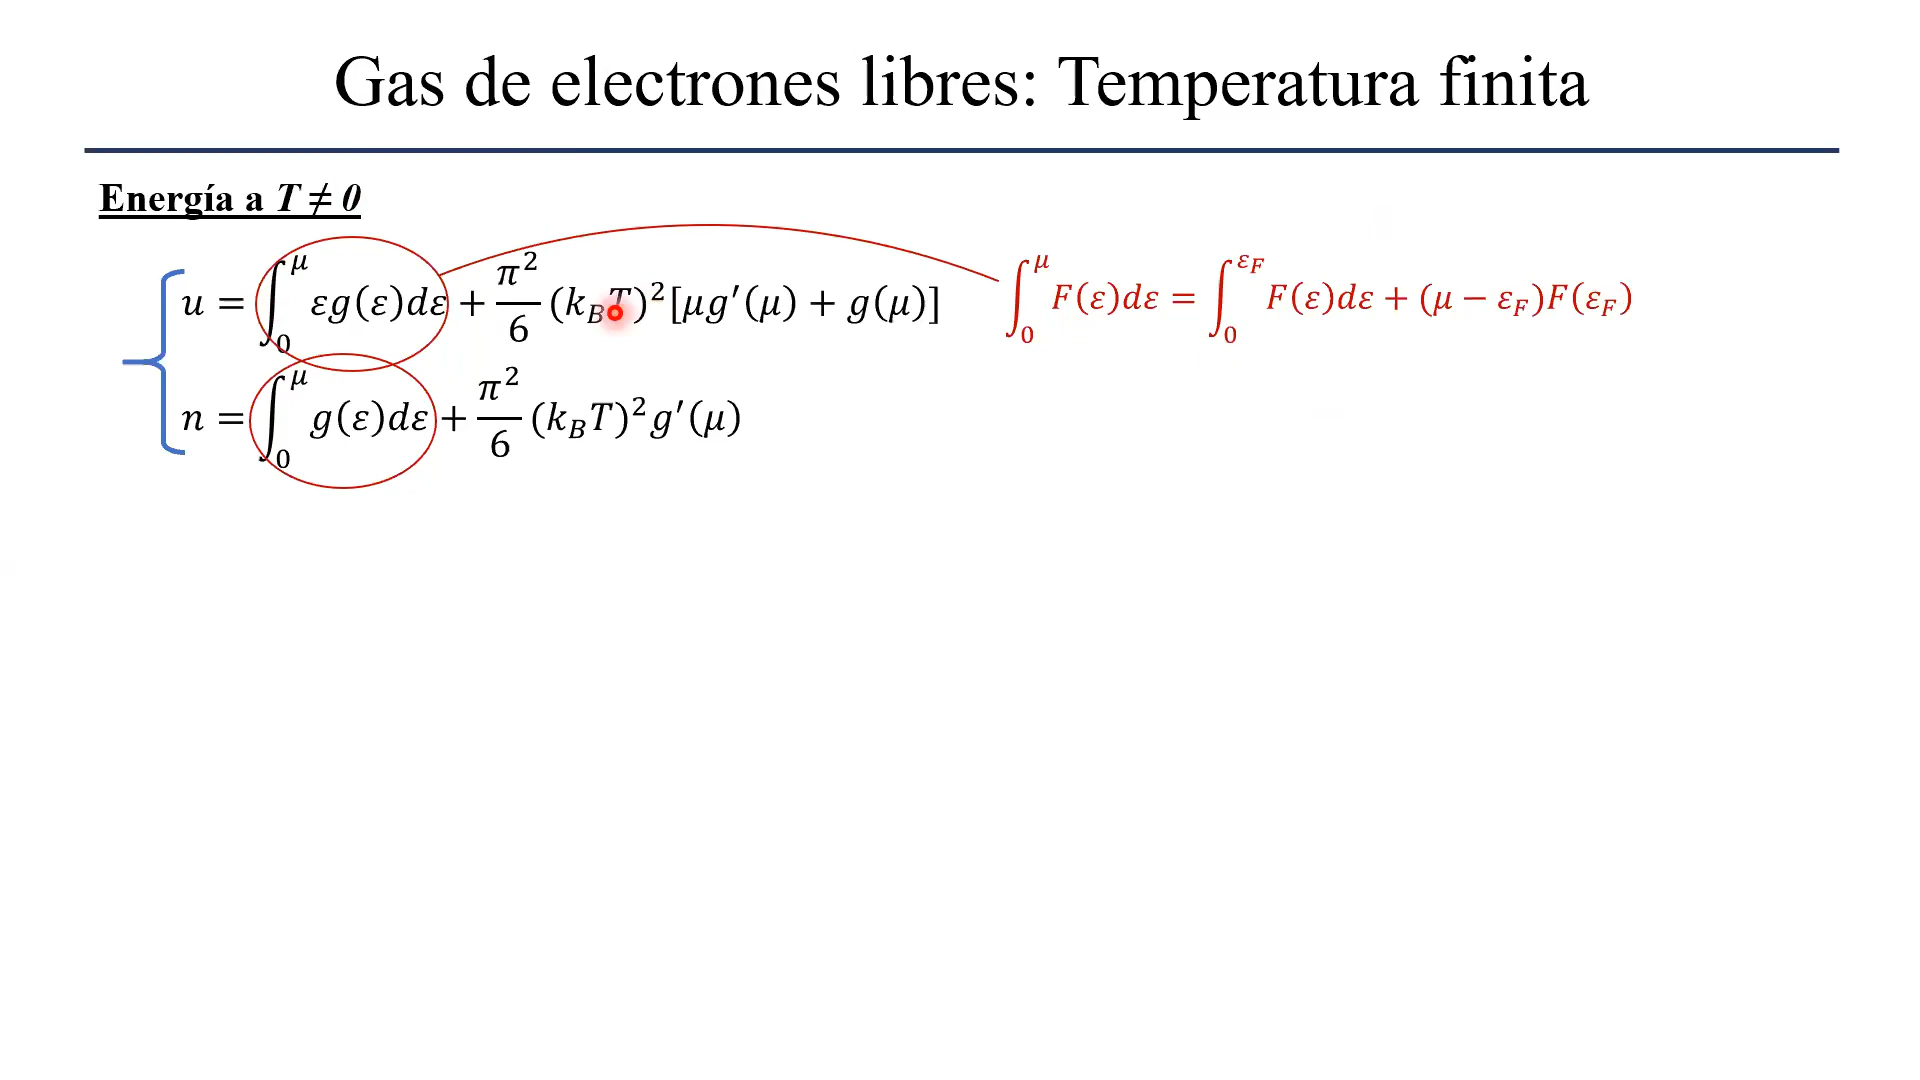 Gas de electrones libres: Temperatura finita
Energía a T ≠ 0
u = ∫₀^μ εg(ε)dε + π²/6 (k_BT)²[μg′(μ) + g(μ)]
∫₀^μ F(ε)dε = ∫₀^{ε_F} F(ε)dε + (μ − ε_F)F(ε_F)
n = ∫₀^μ g(ε)dε + π²/6 (k_BT)²g′(μ)